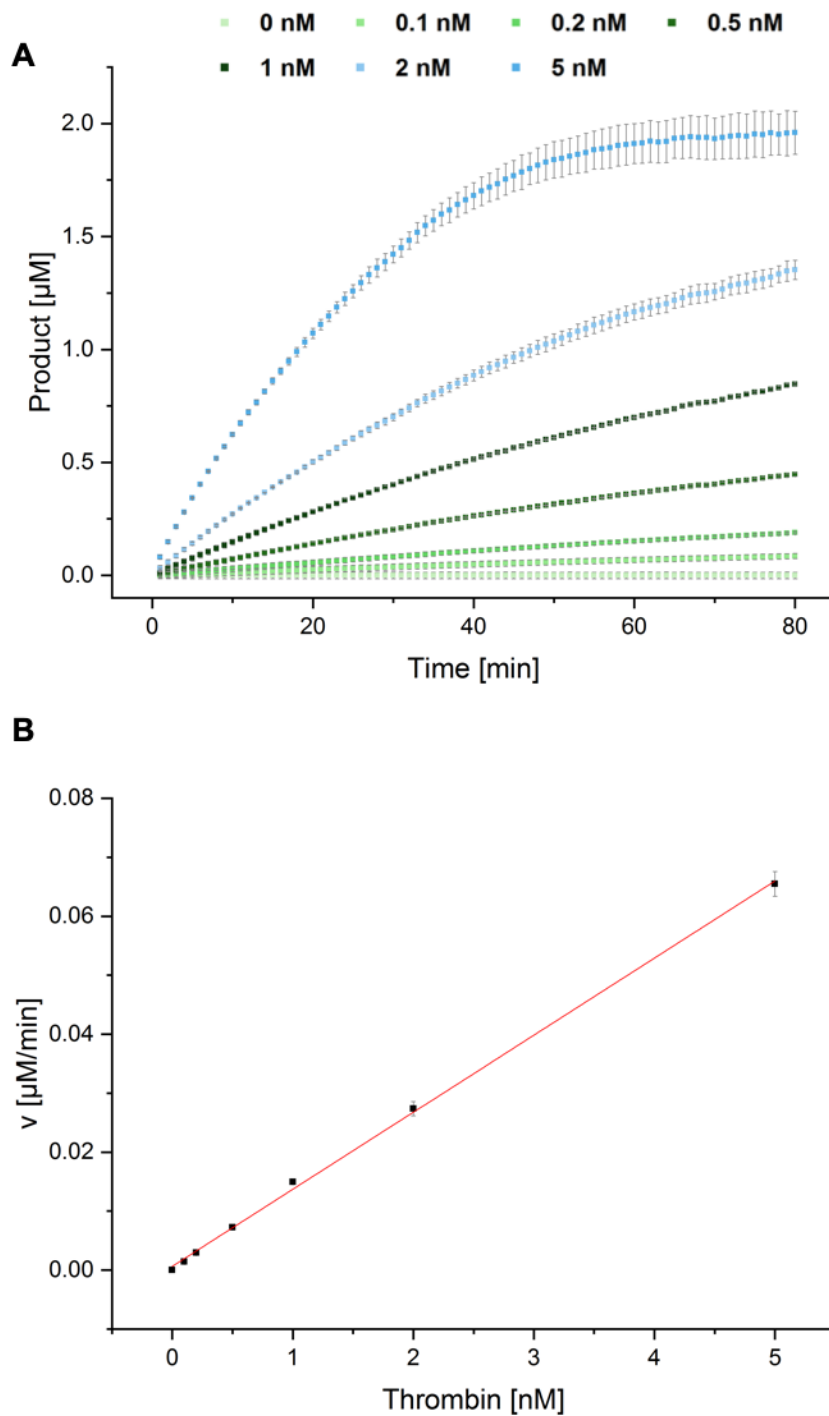 0 nM 0.1 nM 0.2 nM 0.5 nM
A
1 nM 2 nM 5 nM
2.0
1.5
1.0
0.5
0.0
Product [µM]
0 20 40 60 80
Time [min]
B
0.08
0.06
0.04
0.02
0.00
v [µM/min]
0 1 2 3 4 5
Thrombin [nM]